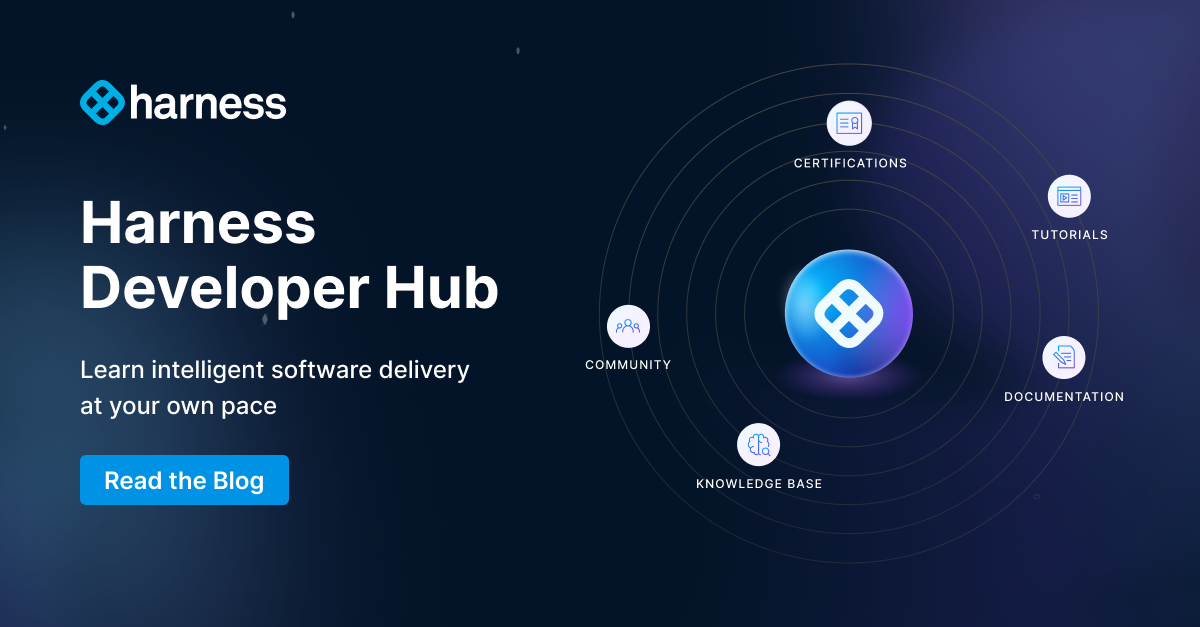 harness
Harness
Developer Hub
Learn intelligent software delivery
at your own pace
Read the Blog
CERTIFICATIONS
TUTORIALS
COMMUNITY
DOCUMENTATION
KNOWLEDGE BASE